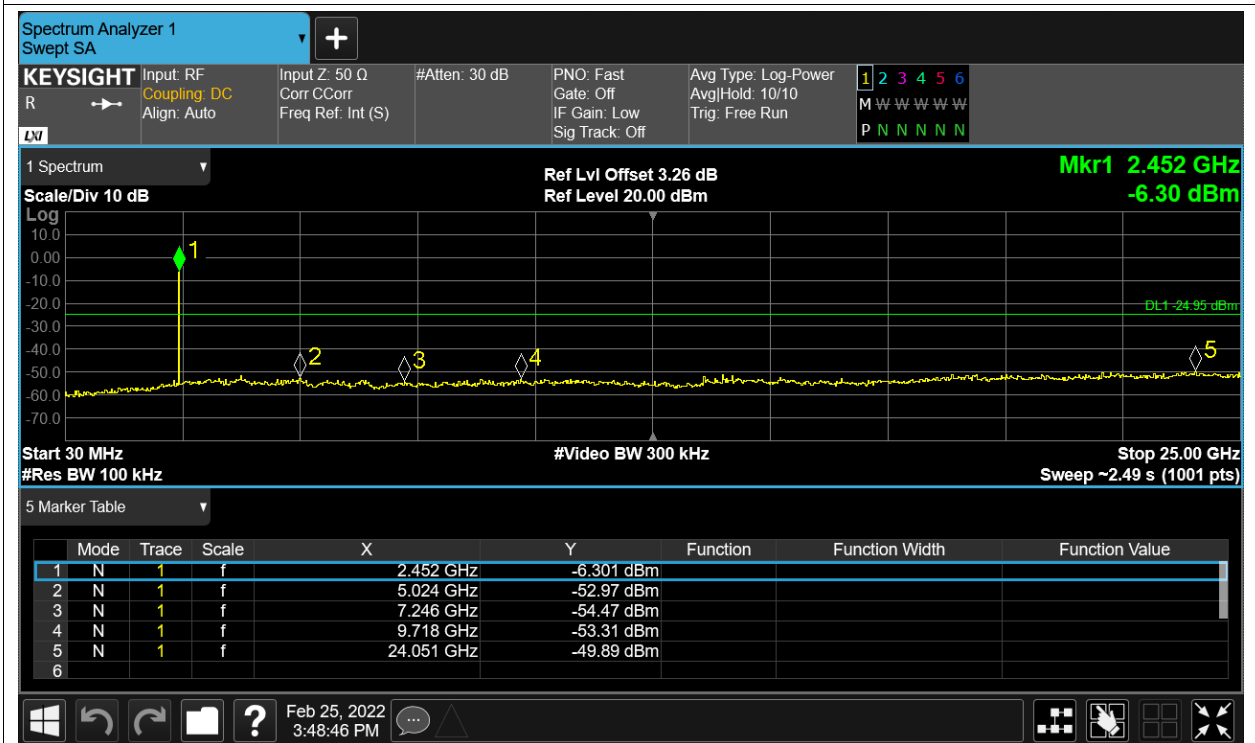 Spectrum Analyzer 1
Swept SA
KEYSIGHT
R
LXI
Input: RF
Coupling: DC
Align: Auto
Input Z: 50 Ω
Corr CCorr
Freq Ref: Int (S)
#Atten: 30 dB
PNO: Fast
Gate: Off
IF Gain: Low
Sig Track: Off
Avg Type: Log-Power
Avg|Hold: 10/10
Trig: Free Run
1 2 3 4 5 6
M W W W W W
P N N N N N
1 Spectrum
Scale/Div 10 dB
Ref Lvl Offset 3.26 dB
Ref Level 20.00 dBm
Mkr1 2.452 GHz
-6.30 dBm
Log
10.0
0.00
-10.0
-20.0
-30.0
-40.0
-50.0
-60.0
-70.0
1
2
3
4
5
DL1 -24.95 dBm
Start 30 MHz
#Res BW 100 kHz
#Video BW 300 kHz
Stop 25.00 GHz
Sweep ~2.49 s (1001 pts)
5 Marker Table
Mode Trace Scale X Y Function Function Width Function Value
1 N 1 f 2.452 GHz -6.301 dBm
2 N 1 f 5.024 GHz -52.97 dBm
3 N 1 f 7.246 GHz -54.47 dBm
4 N 1 f 9.718 GHz -53.31 dBm
5 N 1 f 24.051 GHz -49.89 dBm
6
?
Feb 25, 2022
3:48:46 PM